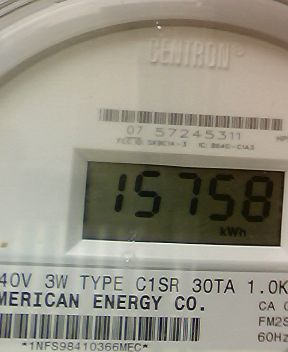 CENTRON®
07 57245311
15758
kWh
40V 3W TYPE C1SR 30TA 1.0K
MERICAN ENERGY CO.
CA
FM2S
60Hz
*1NFS98410366MEC*